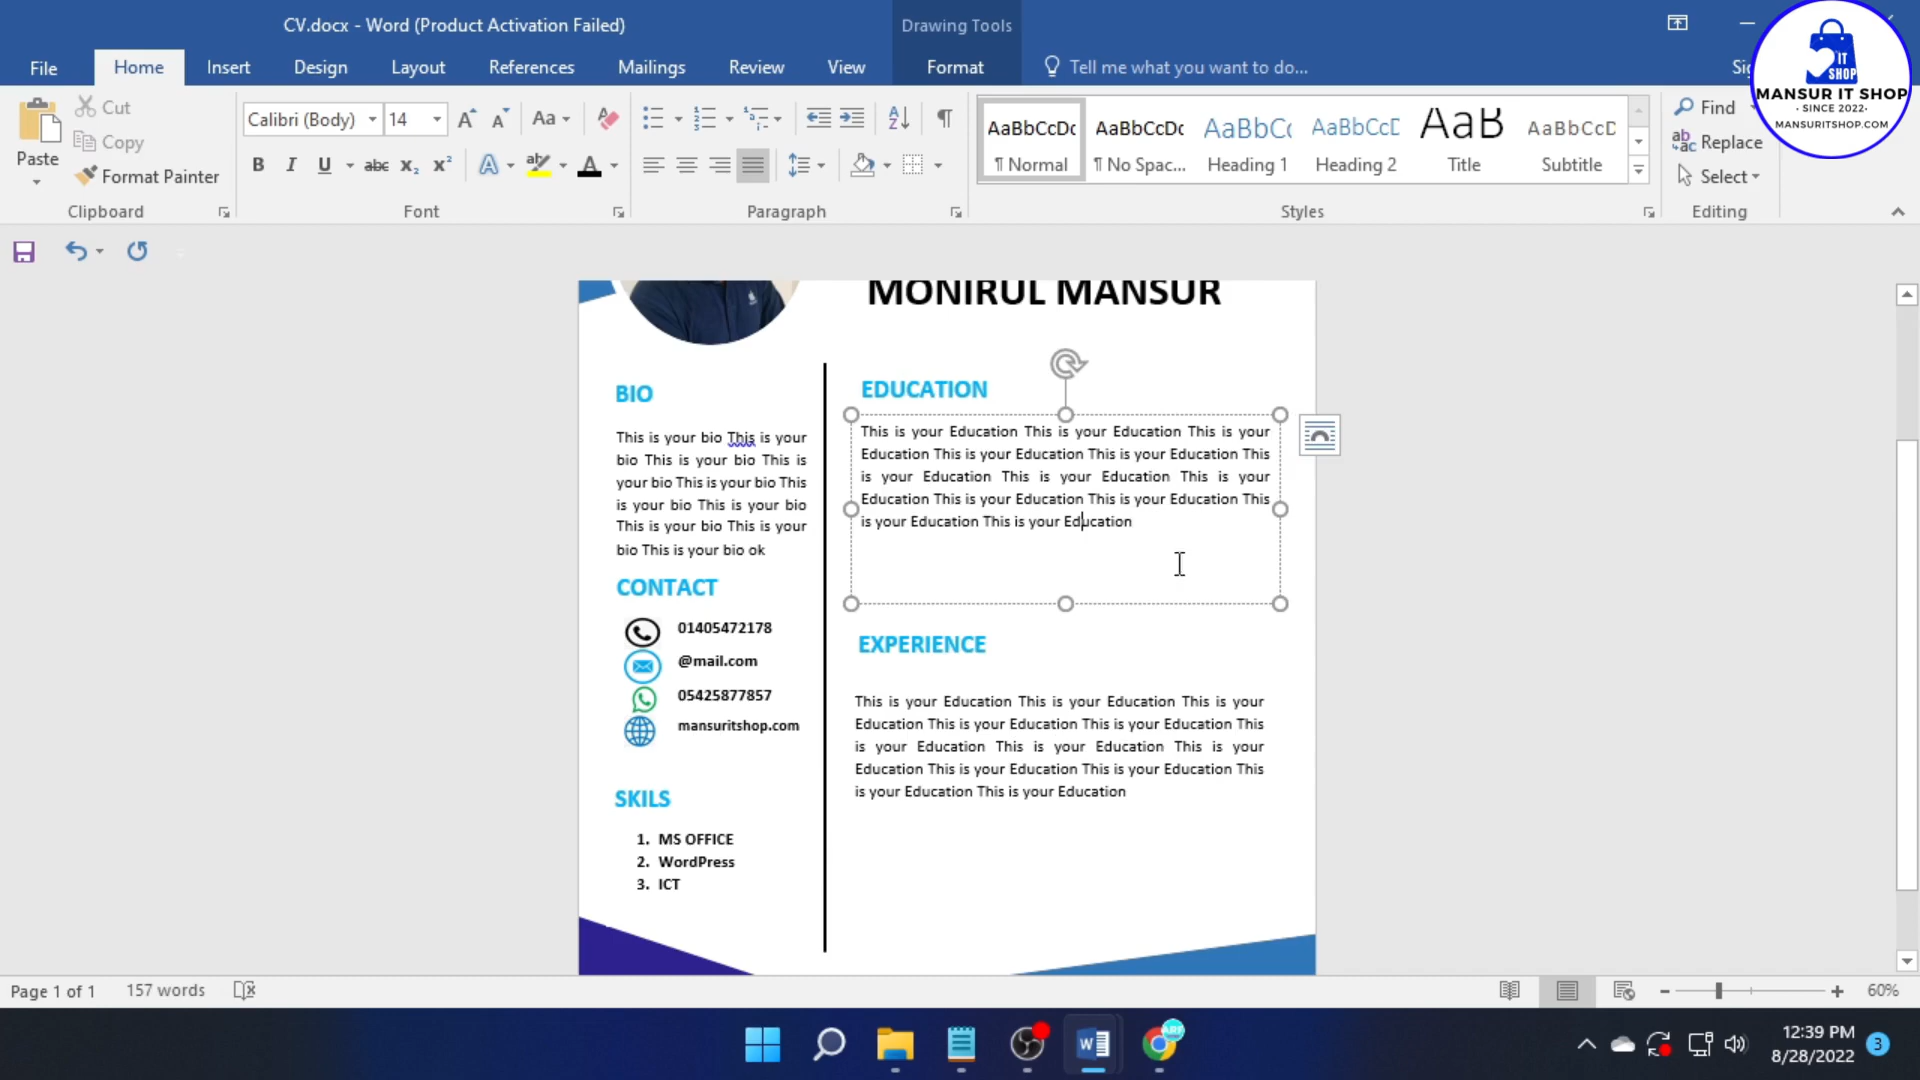 CV.docx - Word (Product Activation Failed)
Drawing Tools
File
Home
Insert
Design
Layout
References
Mailings
Review
View
Format
Tell me what you want to do...
IT
SHOP
MANSUR IT SHOP
· SINCE 2022·
MANSURITSHOP.COM
Paste
Cut
Copy
Format Painter
Clipboard
Calibri (Body)
14
Aa
B I U abc X₂ X²
A
A
Font
Paragraph
AaBbCcDc
¶ Normal
AaBbCcDc
¶ No Spac...
AaBbCc
Heading 1
AaBbCcD
Heading 2
AaB
Title
AaBbCcD
Subtitle
Styles
Find
Replace
Select
Editing
MONIRUL MANSUR
BIO
This is your bio This is your
bio This is your bio This is
your bio This is your bio This
is your bio This is your bio
This is your bio This is your
bio This is your bio ok
CONTACT
01405472178
@mail.com
05425877857
mansuritshop.com
SKILS
1. MS OFFICE
2. WordPress
3. ICT
EDUCATION
This is your Education This is your Education This is your
Education This is your Education This is your Education This
is your Education This is your Education This is your
Education This is your Education This is your Education This
is your Education This is your Education
EXPERIENCE
This is your Education This is your Education This is your
Education This is your Education This is your Education This
is your Education This is your Education This is your
Education This is your Education This is your Education This
is your Education This is your Education
Page 1 of 1
157 words
60%
12:39 PM
8/28/2022
3